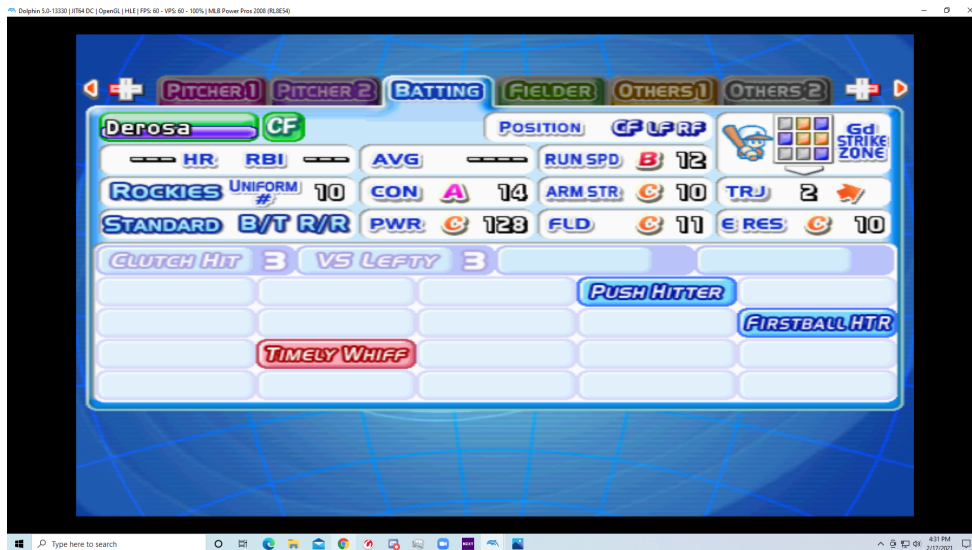 Dolphin 5.0-13330 | JIT64 DC | OpenGL | HLE | FPS: 60 - VPS: 60 - 100% | MLB Power Pros 2008 (RL8E54)
PITCHER 1 PITCHER 2 BATTING FIELDER OTHERS 1 OTHERS 2
Derosa CF POSITION CF LF RF Gd STRIKE ZONE
--- HR RBI --- AVG ---- RUN SPD B 12
ROCKIES UNIFORM # 10 CON A 14 ARM STR C 10 TRJ 2
STANDARD B/T R/R PWR C 128 FLD C 11 E RES C 10
CLUTCH HIT 3 VS LEFTY 3
PUSH HITTER
FIRSTBALL HTR
TIMELY WHIFF
Type here to search
4:31 PM
2/17/2021